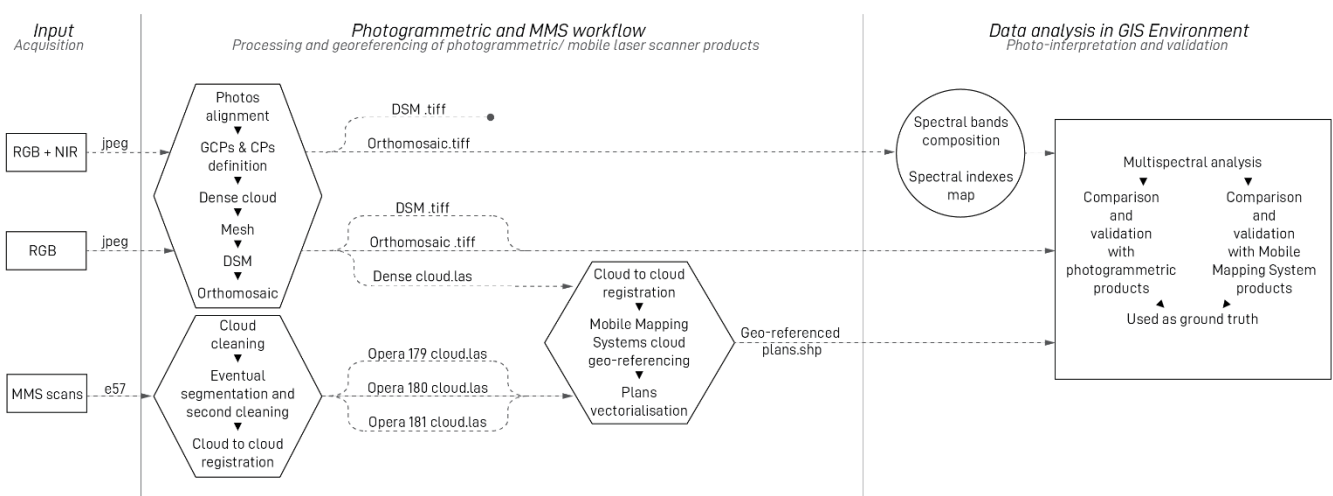 Input
Acquisition
Photogrammetric and MMS workflow
Processing and georeferencing of photogrammetric/ mobile laser scanner products
Data analysis in GIS Environment
Photo-interpretation and validation
RGB + NIR
jpeg
RGB
jpeg
MMS scans
e57
Photos
alignment
GCPs & CPs
definition
Dense cloud
Mesh
DSM
Orthomosaic
Cloud
cleaning
Eventual
segmentation and
second cleaning
Cloud to cloud
registration
DSM .tiff
Orthomosaic.tiff
DSM .tiff
Orthomosaic .tiff
Dense cloud.las
Opera 179 cloud.las
Opera 180 cloud.las
Opera 181 cloud.las
Cloud to cloud
registration
Mobile Mapping
Systems cloud
geo-referencing
Plans
vectorialisation
Geo-referenced
plans.shp
Spectral bands
composition
Spectral indexes
map
Multispectral analysis
Comparison
and
validation
with
photogrammetric
products
Comparison
and
validation
with Mobile
Mapping System
products
Used as ground truth